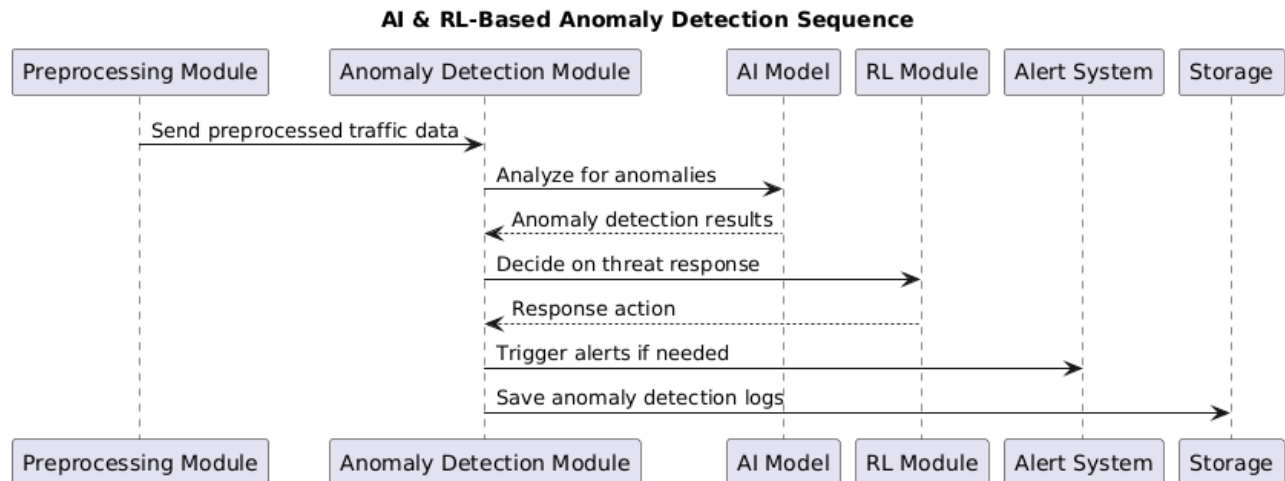 AI & RL-Based Anomaly Detection Sequence
Preprocessing Module Anomaly Detection Module AI Model RL Module Alert System Storage
Send preprocessed traffic data
Analyze for anomalies
Anomaly detection results
Decide on threat response
Response action
Trigger alerts if needed
Save anomaly detection logs
Preprocessing Module Anomaly Detection Module AI Model RL Module Alert System Storage